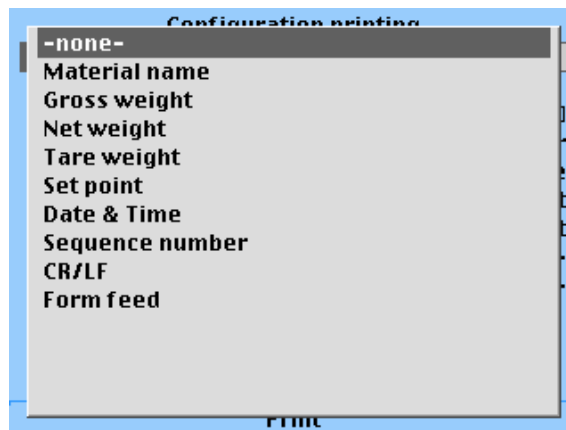 Configuration printing
-none-
Material name
Gross weight
Net weight
Tare weight
Set point
Date & Time
Sequence number
CR/LF
Form feed
Print